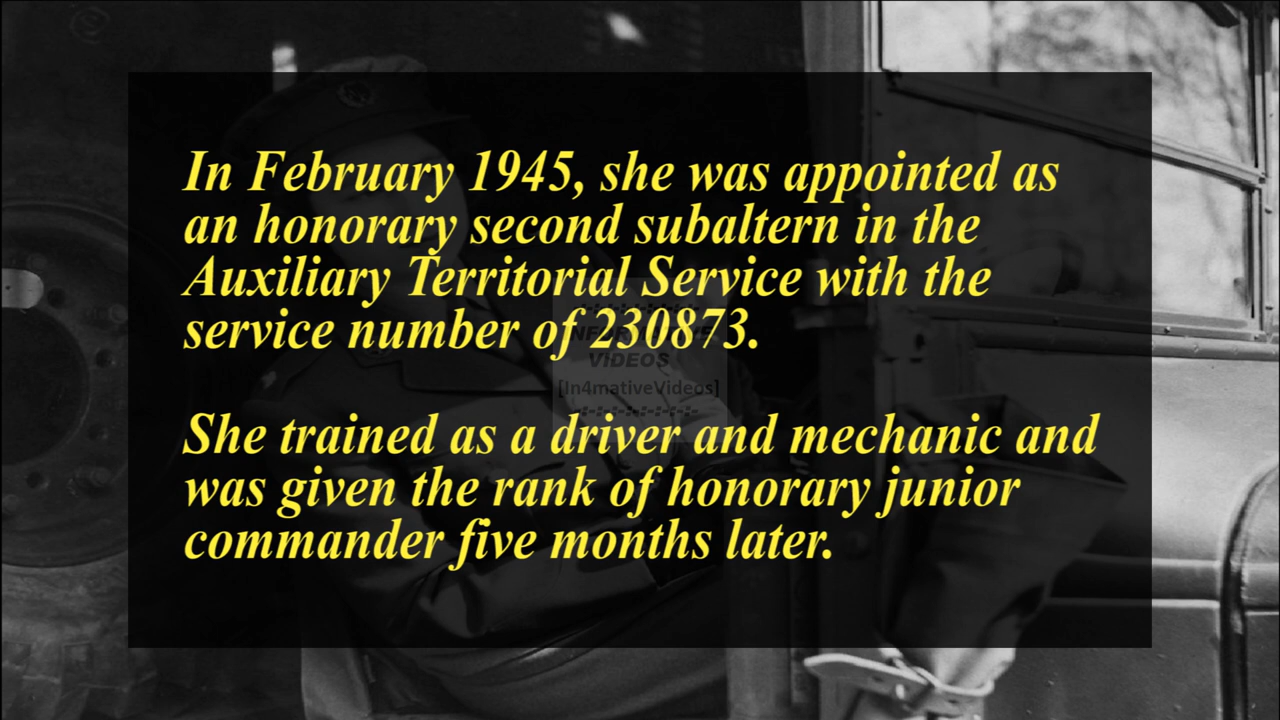 In February 1945, she was appointed as
an honorary second subaltern in the
Auxiliary Territorial Service with the
service number of 230873.
She trained as a driver and mechanic and
was given the rank of honorary junior
commander five months later.
VIDEOS
[In4mativeVideos]